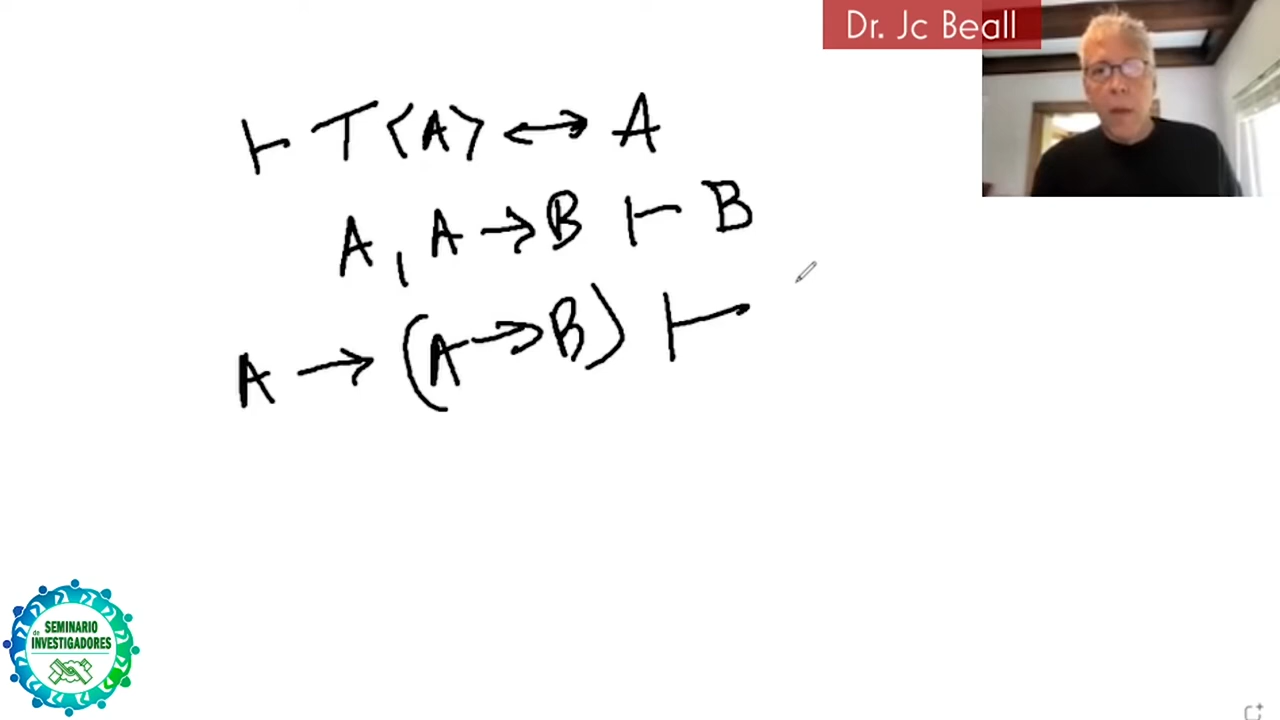 Dr. Jc Beall
⊢ T⟨A⟩ ↔ A
A, A → B ⊢ B
A → (A → B) ⊢
SEMINARIO
de
INVESTIGADORES